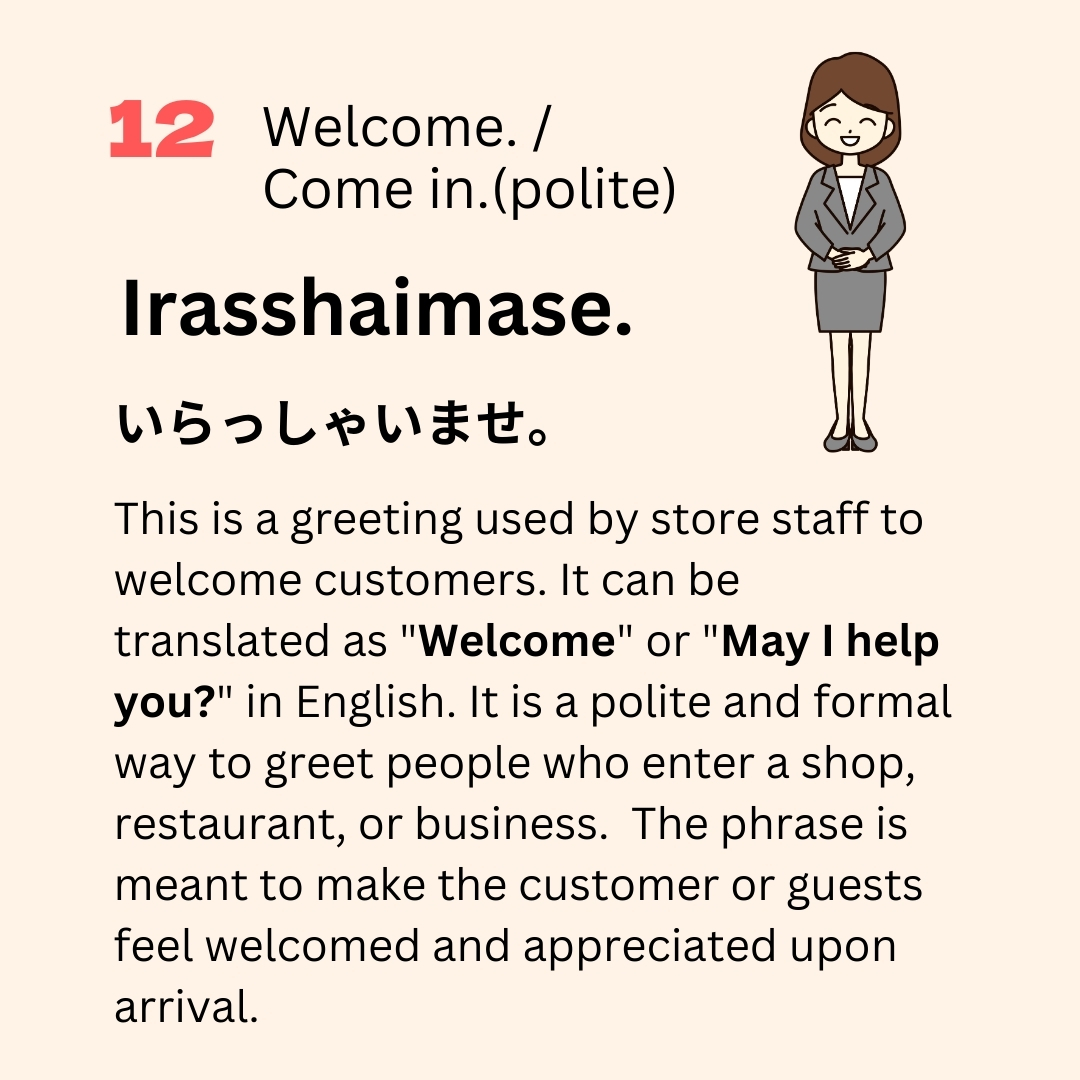 12 Welcome. /
Come in.(polite)
Irasshaimase.
いらっしゃいませ。
This is a greeting used by store staff to
welcome customers. It can be
translated as "Welcome" or "May I help
you?" in English. It is a polite and formal
way to greet people who enter a shop,
restaurant, or business.  The phrase is
meant to make the customer or guests
feel welcomed and appreciated upon
arrival.